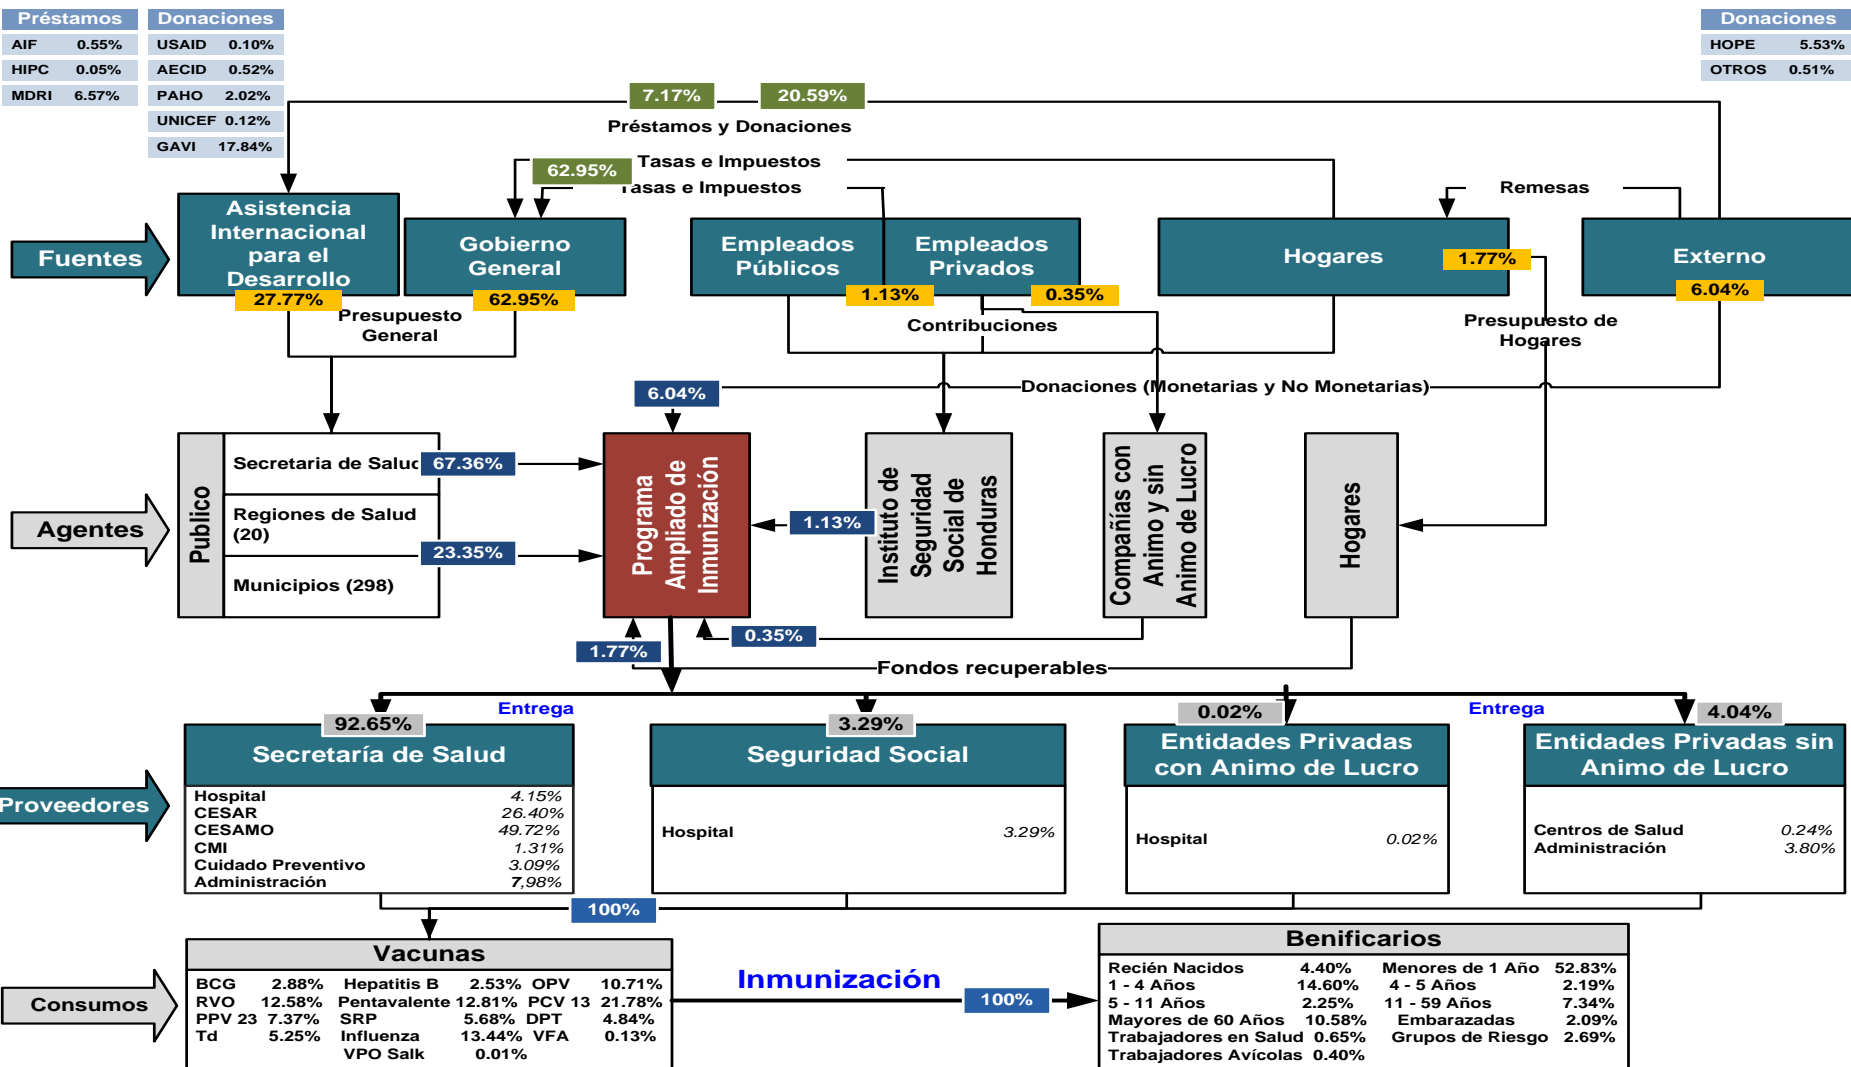 Préstamos
AIF 0.55%
HIPC 0.05%
MDRI 6.57%
Donaciones
USAID 0.10%
AECID 0.52%
PAHO 2.02%
UNICEF 0.12%
GAVI 17.84%
Donaciones
HOPE 5.53%
OTROS 0.51%
7.17% 20.59%
Préstamos y Donaciones
Tasas e Impuestos
62.95%
Tasas e Impuestos
Remesas
Fuentes
Asistencia
Internacional
para el
Desarrollo
27.77%
Gobierno
General
62.95%
Empleados
Públicos
1.13%
Empleados
Privados
0.35%
Hogares
1.77%
Externo
6.04%
Presupuesto
General
Contribuciones
Presupuesto de
Hogares
6.04%
Donaciones (Monetarias y No Monetarias)
Agentes
Publico
Secretaria de Salud
67.36%
Regiones de Salud
(20)
23.35%
Municipios (298)
Programa
Ampliado de
Inmunización
1.13%
Instituto de
Seguridad
Social de
Honduras
Compañías con
Animo y sin
Animo de Lucro
Hogares
0.35%
1.77%
Fondos recuperables
Entrega
Entrega
Proveedores
92.65%
Secretaría de Salud
Hospital 4.15%
CESAR 26.40%
CESAMO 49.72%
CMI 1.31%
Cuidado Preventivo 3.09%
Administración 7,98%
3.29%
Seguridad Social
Hospital 3.29%
0.02%
Entidades Privadas
con Animo de Lucro
Hospital 0.02%
4.04%
Entidades Privadas sin
Animo de Lucro
Centros de Salud 0.24%
Administración 3.80%
100%
Consumos
Vacunas
BCG 2.88% Hepatitis B 2.53% OPV 10.71%
RVO 12.58% Pentavalente 12.81% PCV 13 21.78%
PPV 23 7.37% SRP 5.68% DPT 4.84%
Td 5.25% Influenza 13.44% VFA 0.13%
VPO Salk 0.01%
Inmunización
100%
Benificarios
Recién Nacidos 4.40% Menores de 1 Año 52.83%
1 - 4 Años 14.60% 4 - 5 Años 2.19%
5 - 11 Años 2.25% 11 - 59 Años 7.34%
Mayores de 60 Años 10.58% Embarazadas 2.09%
Trabajadores en Salud 0.65% Grupos de Riesgo 2.69%
Trabajadores Avícolas 0.40%